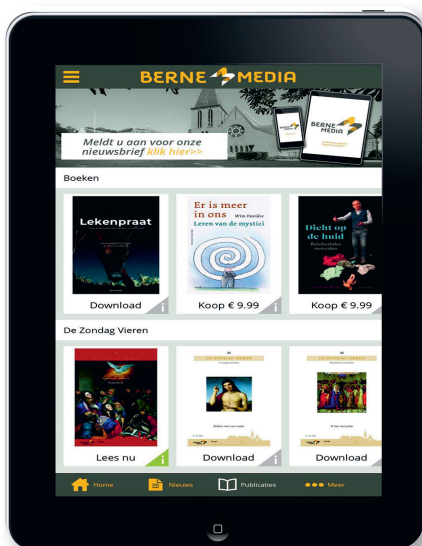 BERNE MEDIA
Meldt u aan voor onze
nieuwsbrief klik hier>>
BERNE
MEDIA
Boeken
Lekenpraat
Er is meer
in ons Wim Davidse
Leren van de mystici
Dicht op
de huid
Download
Koop € 9.99
Koop € 9.99
De Zondag Vieren
DE ZONDAG VIEREN
DE ZONDAG VIEREN
Lees nu
Download
Download
Home
Nieuws
Publicaties
Meer